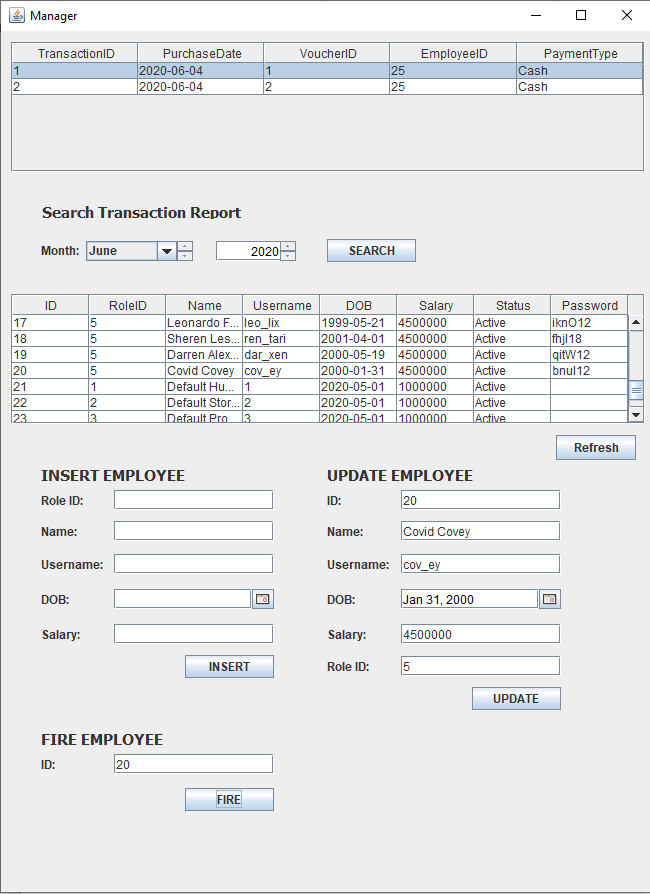 Manager
TransactionID PurchaseDate VoucherID EmployeeID PaymentType
1 2020-06-04 1 25 Cash
2 2020-06-04 2 25 Cash
Search Transaction Report
Month: June 2020 SEARCH
ID RoleID Name Username DOB Salary Status Password
17 5 Leonardo F... leo_lix 1999-05-21 4500000 Active iknO12
18 5 Sheren Les... ren_tari 2001-04-01 4500000 Active fhjI18
19 5 Darren Alex... dar_xen 2000-05-19 4500000 Active qitW12
20 5 Covid Covey cov_ey 2000-01-31 4500000 Active bnuI12
21 1 Default Hu... 1 2020-05-01 1000000 Active
22 2 Default Stor... 2 2020-05-01 1000000 Active
23 3 Default Pro 3 2020-05-01 1000000 Active
Refresh
INSERT EMPLOYEE
Role ID:
Name:
Username:
DOB:
Salary:
INSERT
UPDATE EMPLOYEE
ID: 20
Name: Covid Covey
Username: cov_ey
DOB: Jan 31, 2000
Salary: 4500000
Role ID: 5
UPDATE
FIRE EMPLOYEE
ID: 20
FIRE